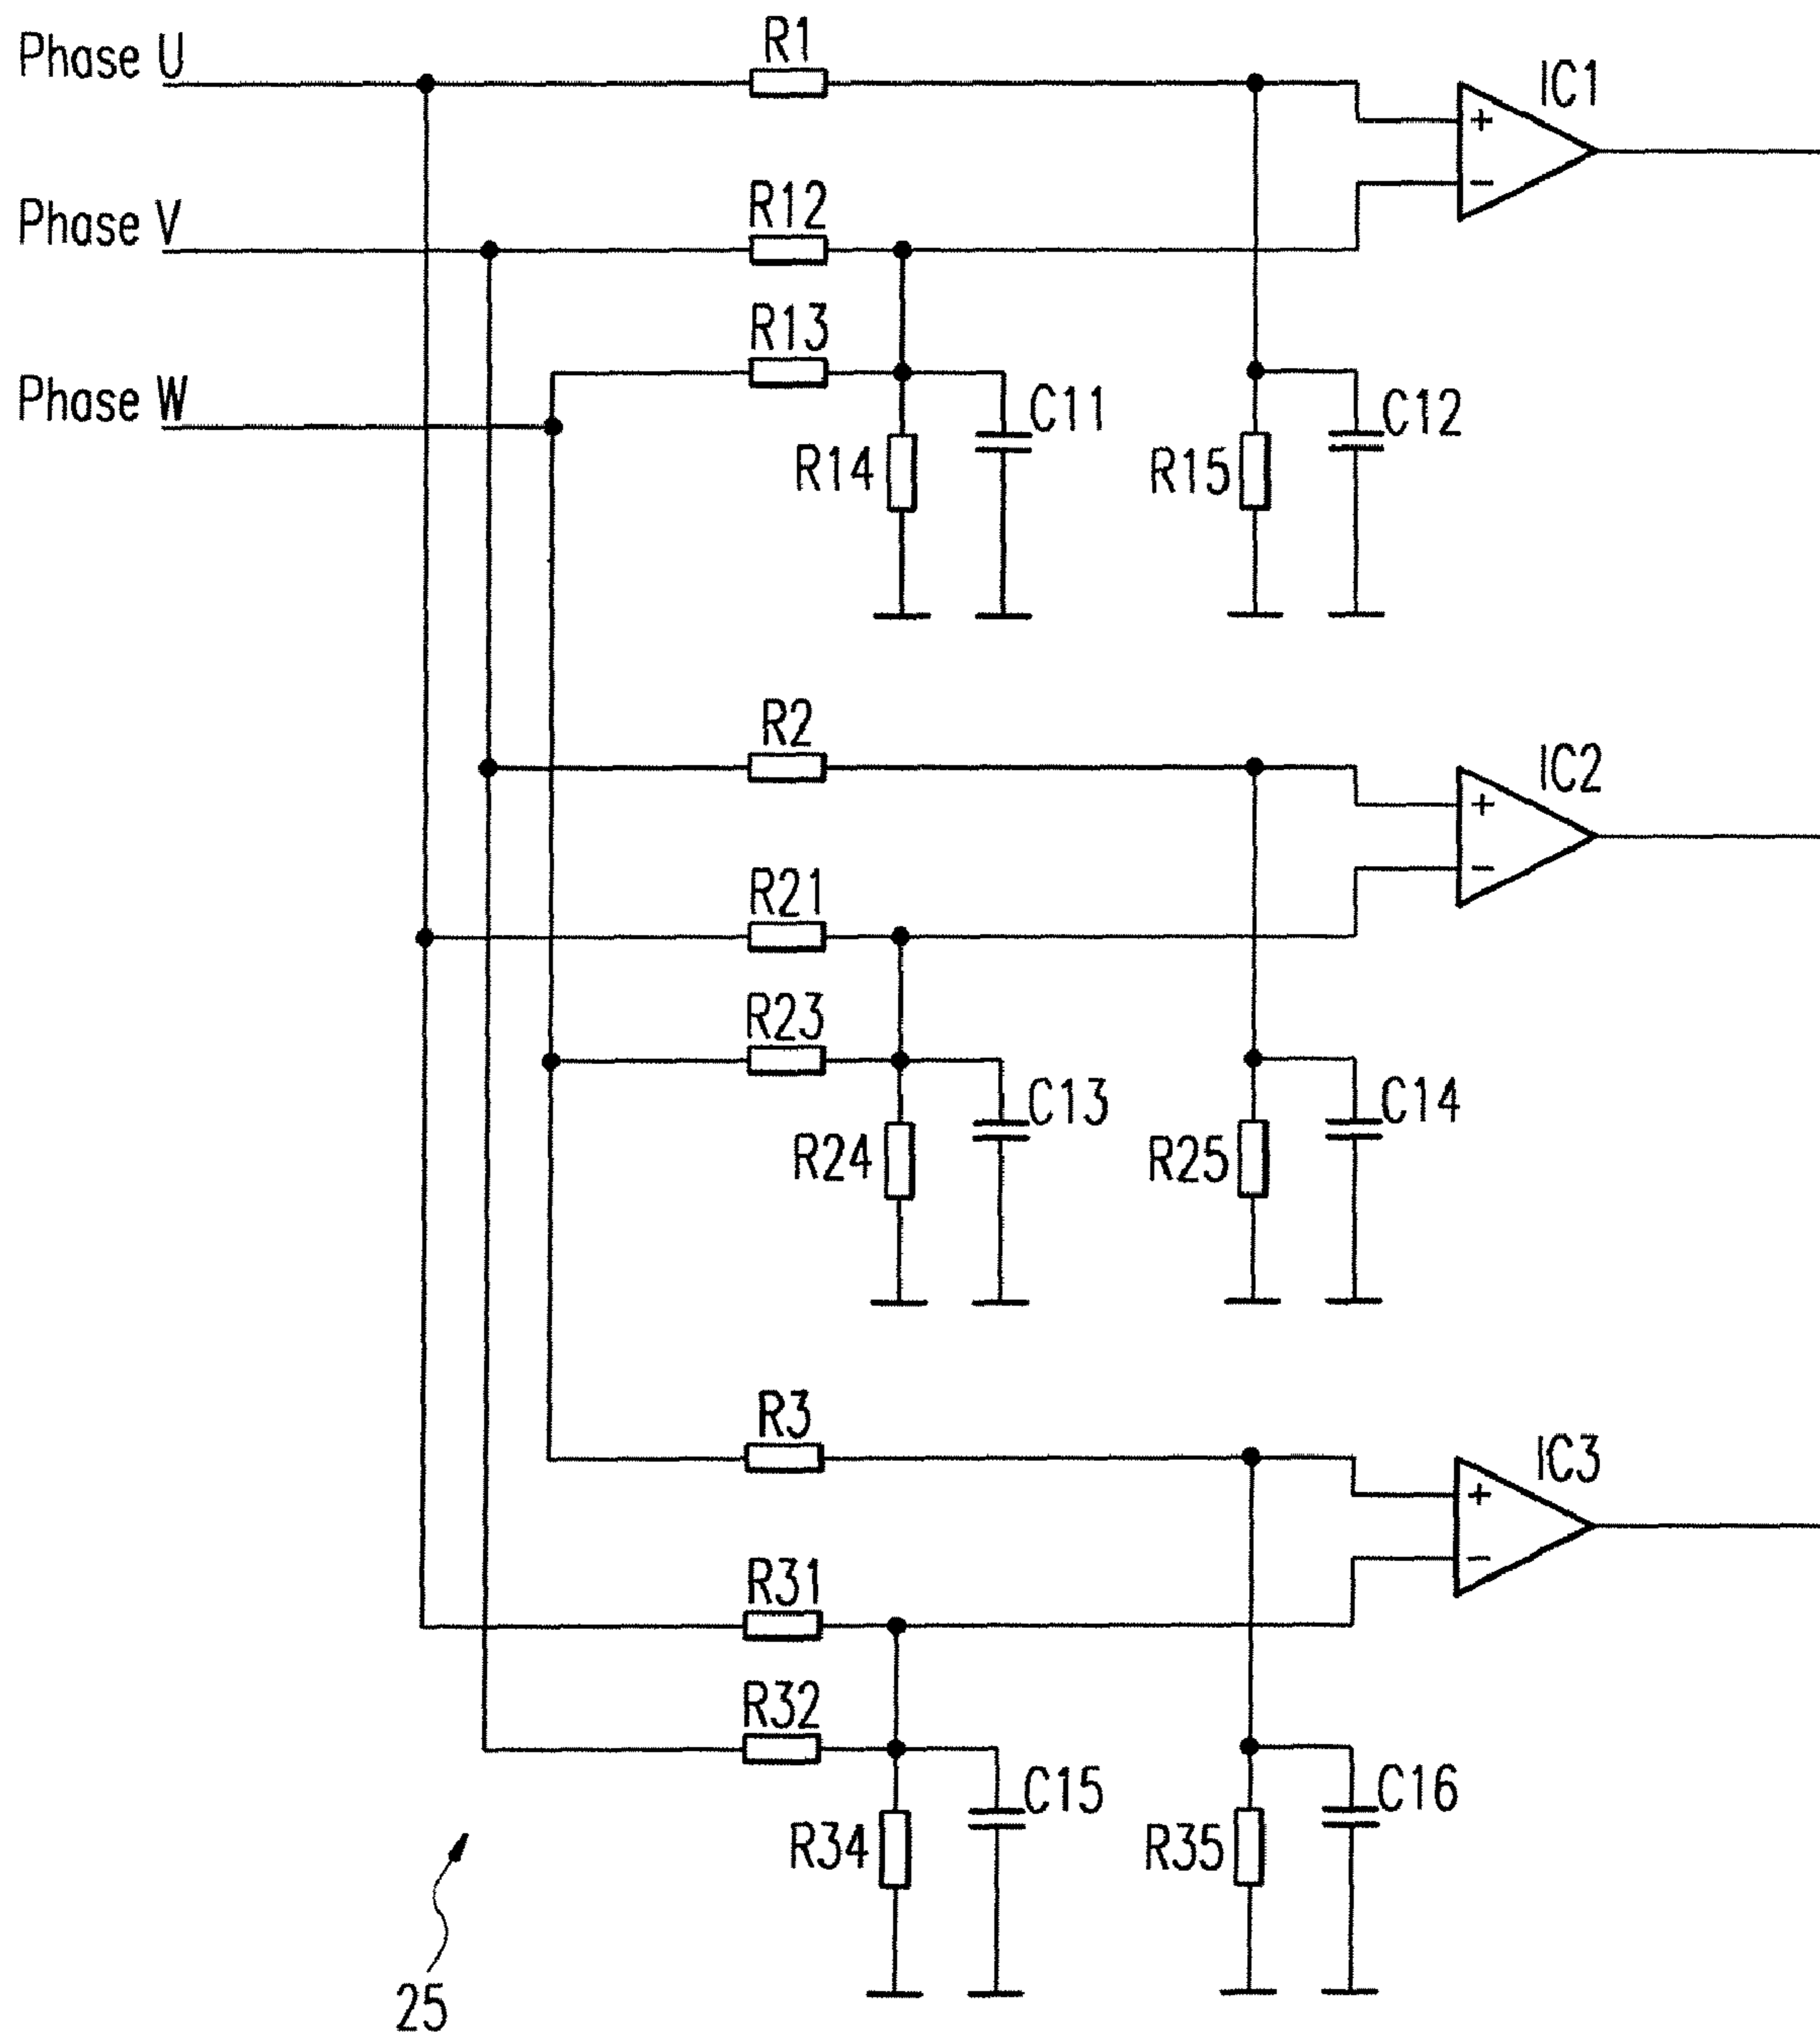 Phase U
R1
IC1
+
−
Phase V
R12
R13
Phase W
C11
C12
R14
R15
R2
IC2
+
−
R21
R23
C13
C14
R24
R25
R3
IC3
+
−
R31
R32
C15
C16
R34
R35
25